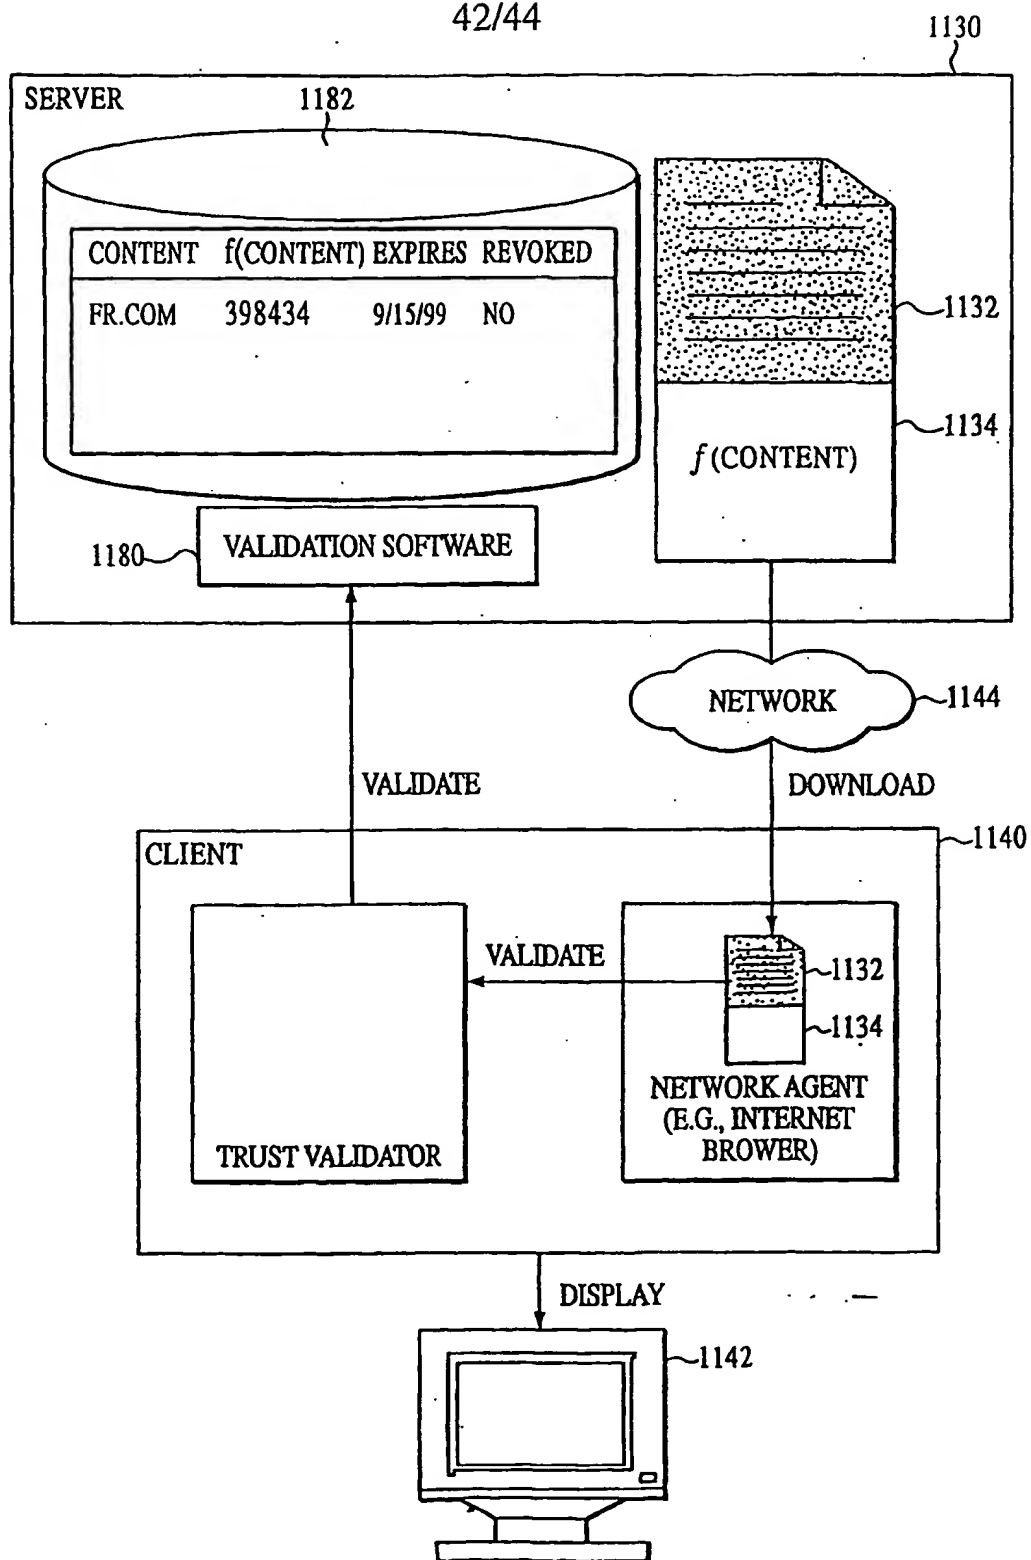 42/44
1130
SERVER
1182
CONTENT f(CONTENT) EXPIRES REVOKED
FR.COM 398434 9/15/99 NO
1132
1134
f(CONTENT)
1180
VALIDATION SOFTWARE
NETWORK
1144
VALIDATE
DOWNLOAD
1140
CLIENT
VALIDATE
1132
1134
NETWORK AGENT
(E.G., INTERNET
BROWER)
TRUST VALIDATOR
DISPLAY
1142